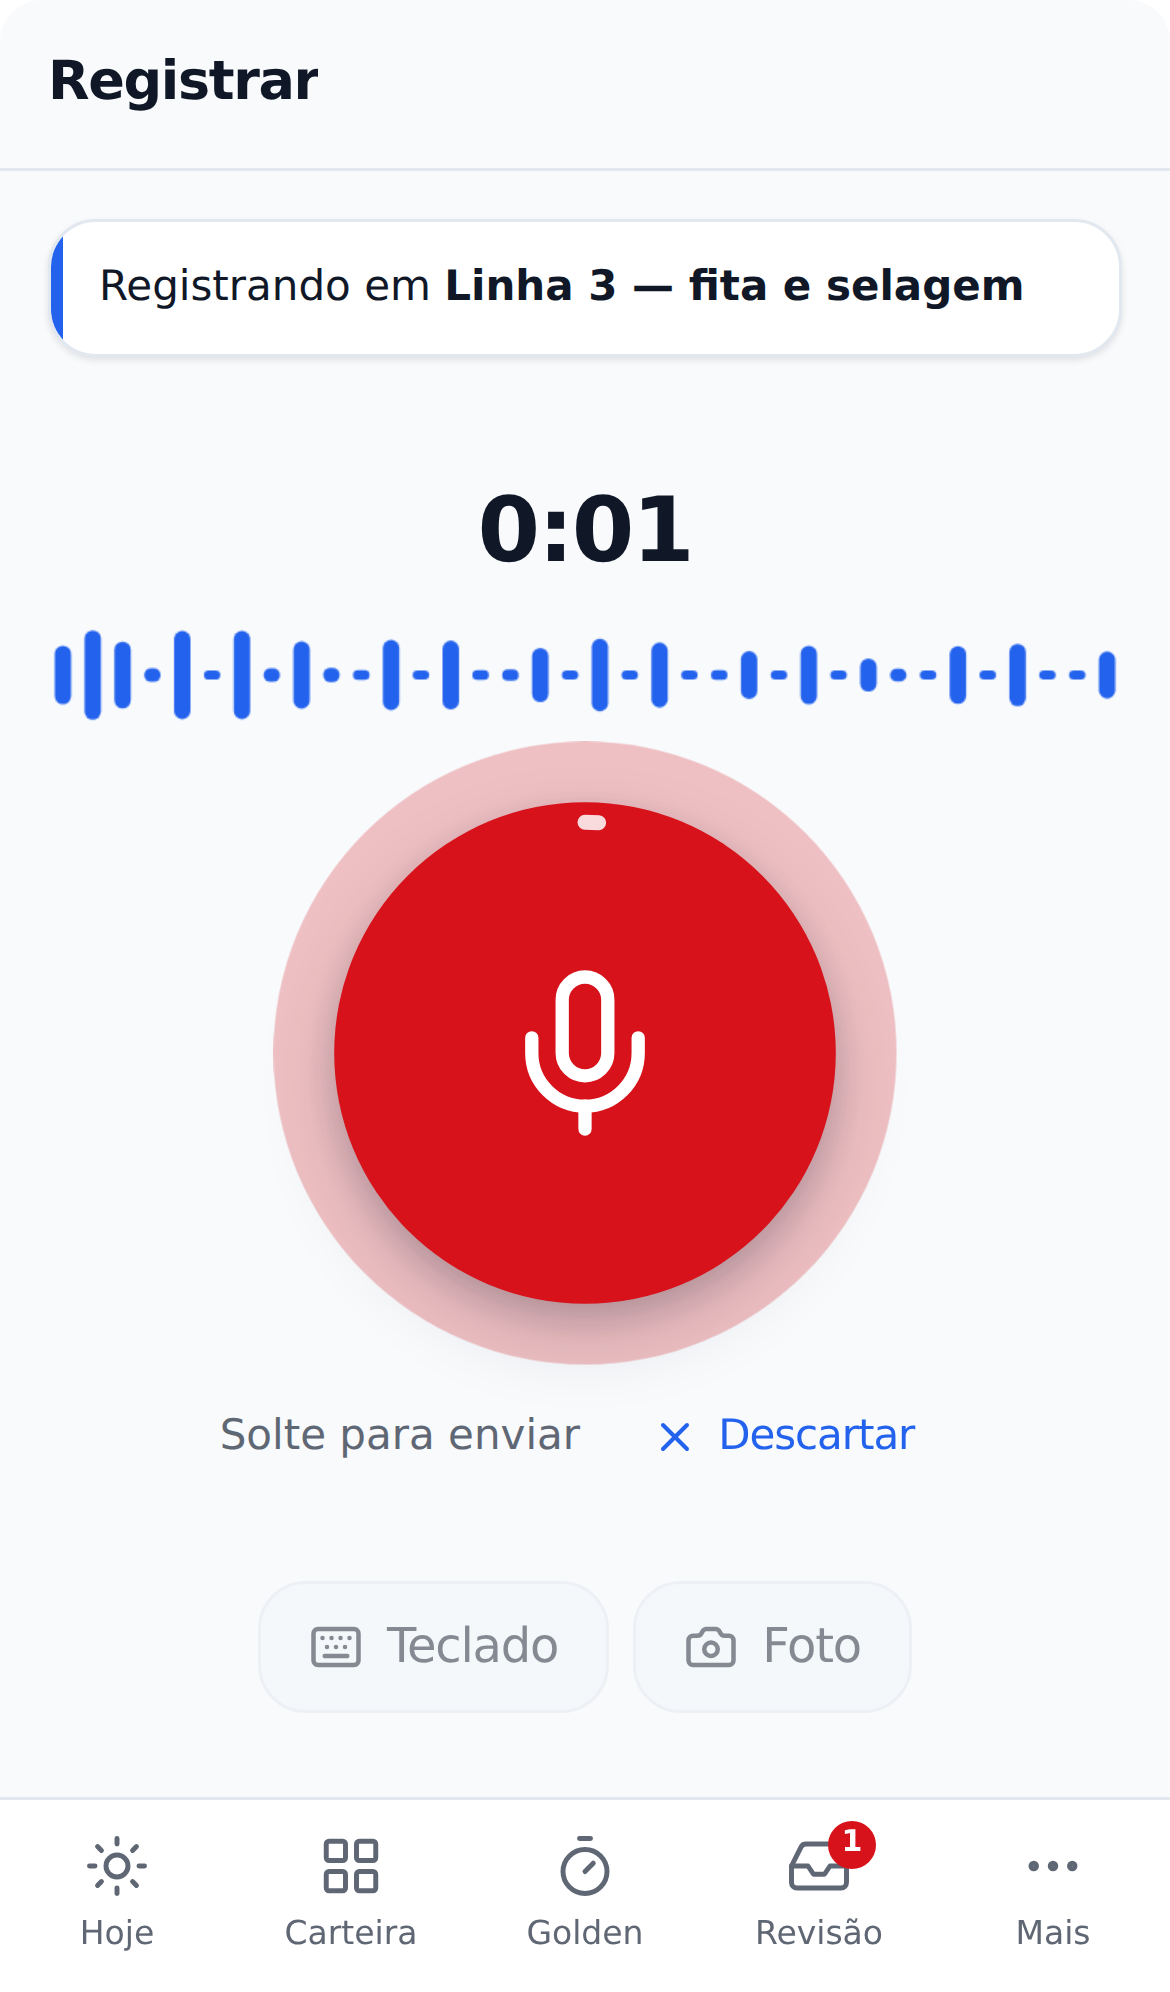 Registrar
Registrando em Linha 3 — fita e selagem
0:01
Solte para enviar
Descartar
Teclado
Foto
1
Hoje
Carteira
Golden
Revisão
Mais